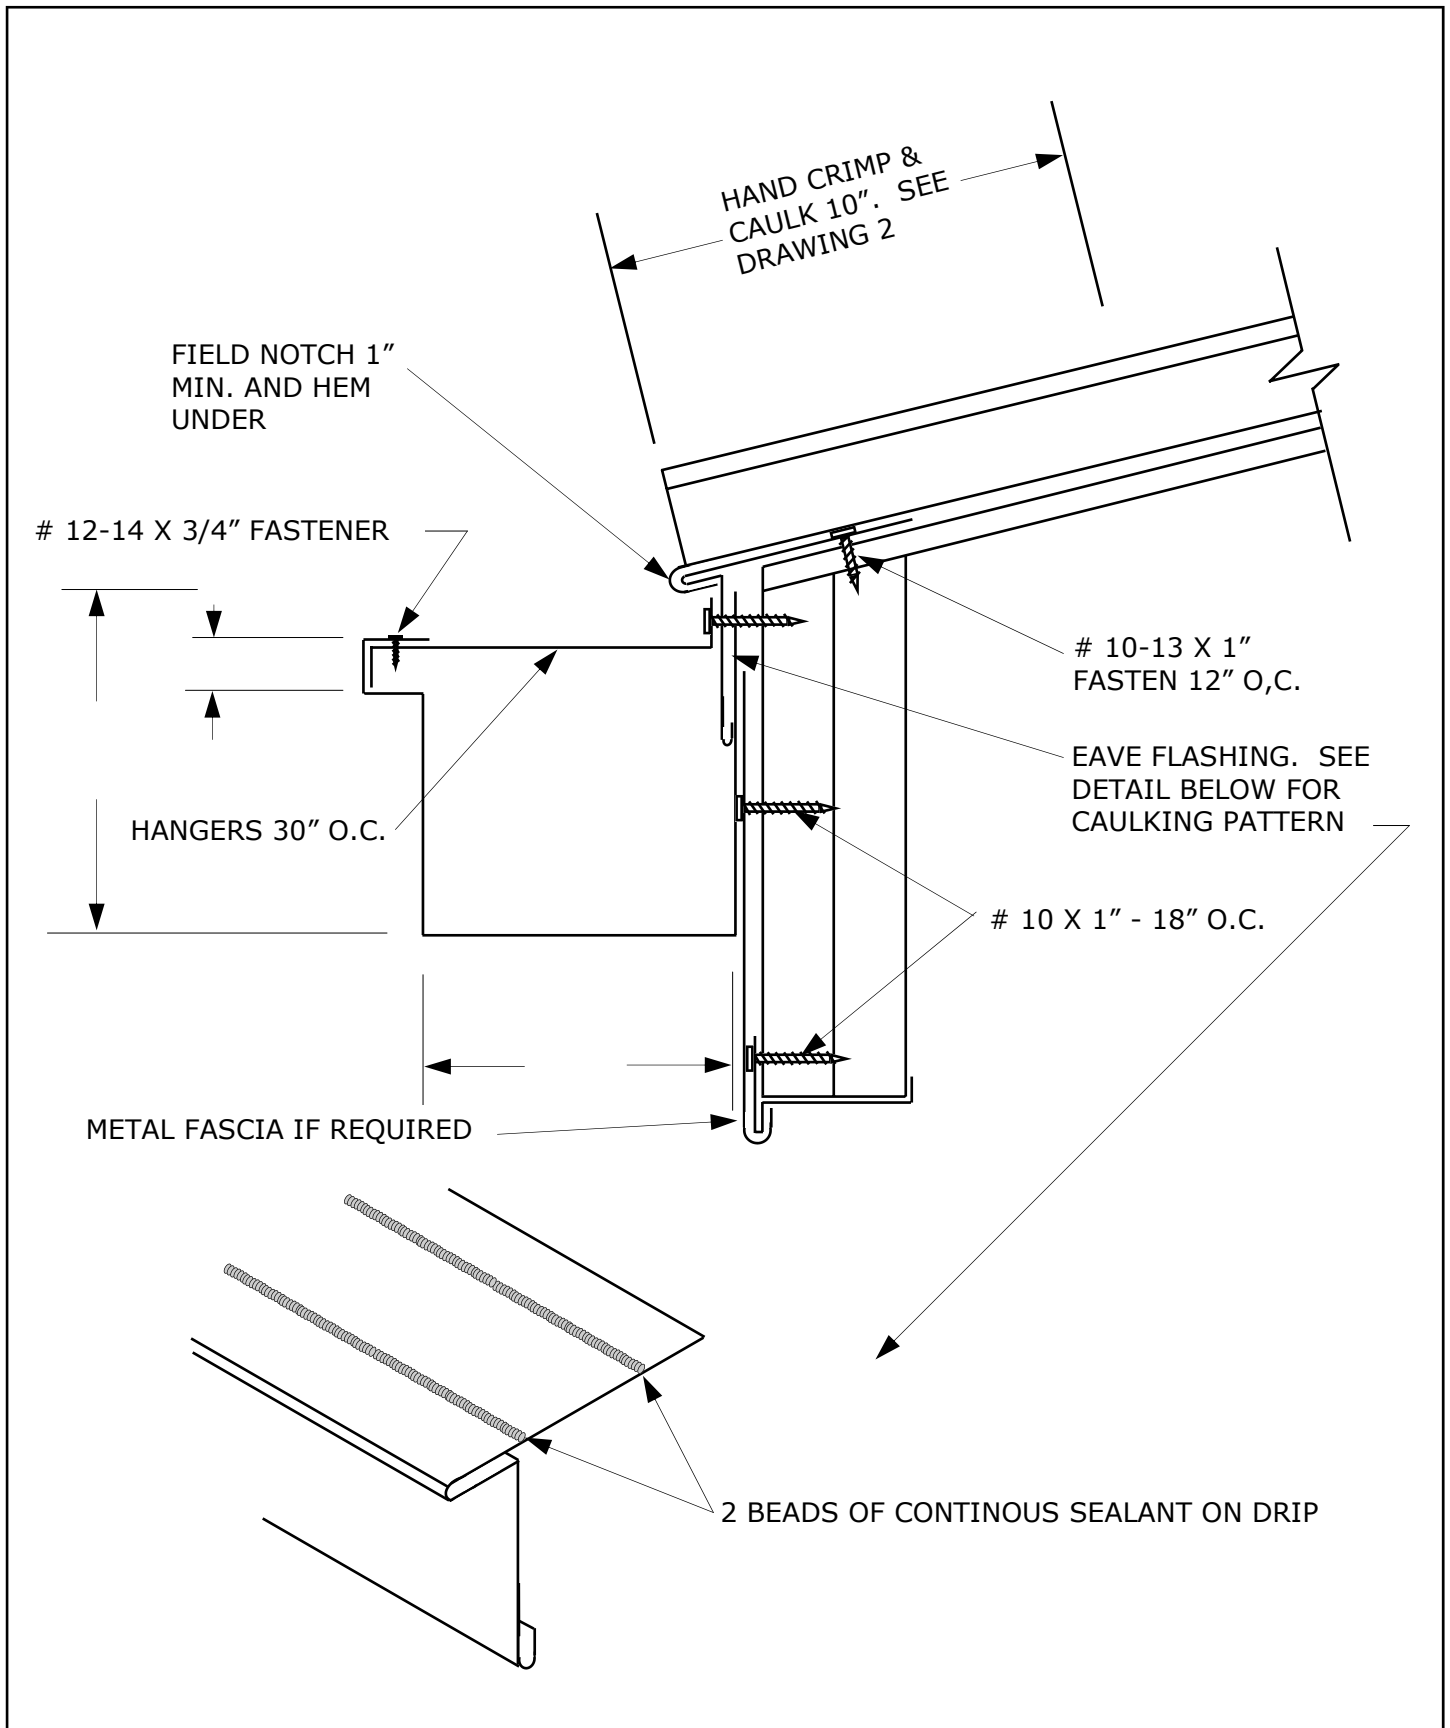 HAND CRIMP &
CAULK 10″.  SEE
DRAWING 2
FIELD NOTCH 1″
MIN. AND HEM
UNDER
# 12-14 X 3/4″ FASTENER
# 10-13 X 1″
FASTEN 12″ O,C.
EAVE FLASHING.  SEE
DETAIL BELOW FOR
CAULKING PATTERN
HANGERS 30″ O.C.
# 10 X 1″ - 18″ O.C.
METAL FASCIA IF REQUIRED
2 BEADS OF CONTINOUS SEALANT ON DRIP